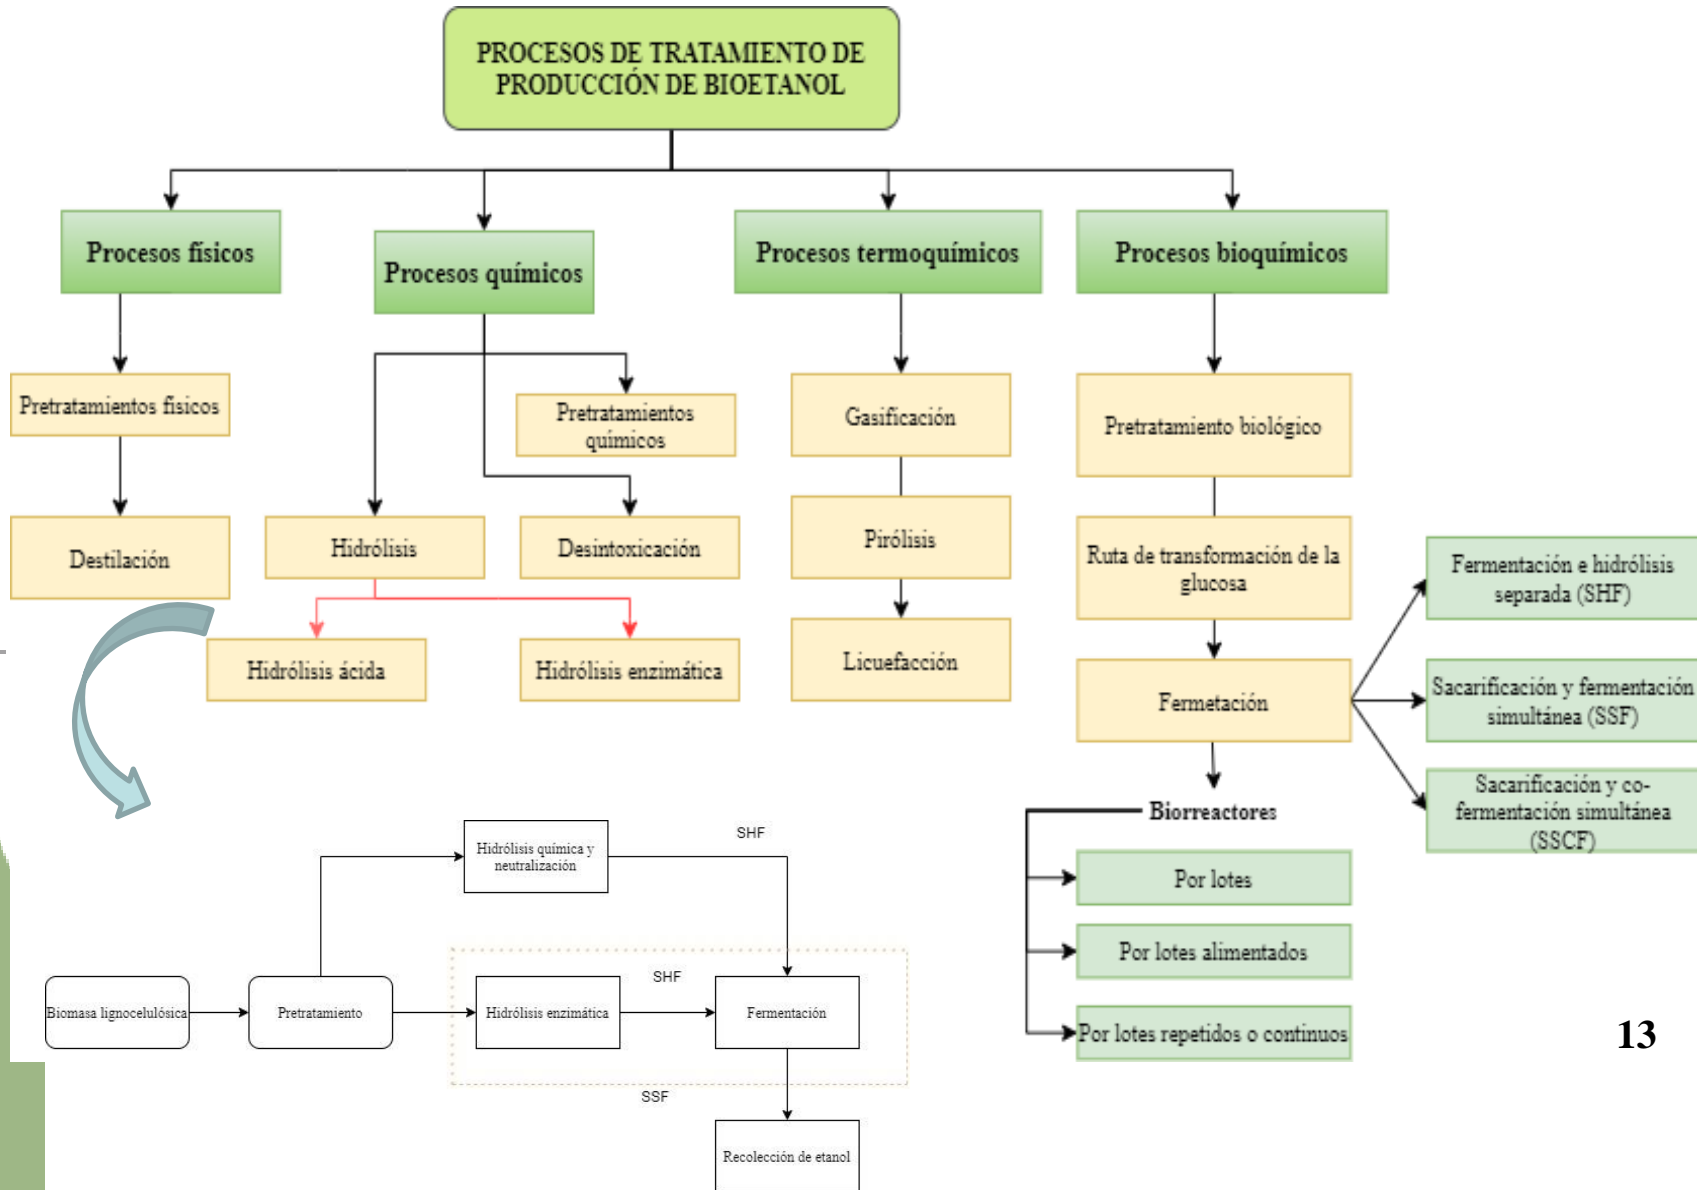 PROCESOS DE TRATAMIENTO DE
PRODUCCIÓN DE BIOETANOL
Procesos físicos
Procesos químicos
Procesos termoquímicos
Procesos bioquímicos
Pretratamientos físicos
Pretratamientos
químicos
Gasificación
Pretratamiento biológico
Destilación
Hidrólisis
Desintoxicación
Pirólisis
Ruta de transformación de la
glucosa
Fermentación e hidrólisis
separada (SHF)
Hidrólisis ácida
Hidrólisis enzimática
Licuefacción
Fermetación
Sacarificación y fermentación
simultánea (SSF)
Sacarificación y co-
fermentación simultánea
(SSCF)
Biorreactores
Por lotes
Por lotes alimentados
Por lotes repetidos o continuos
Hidrólisis química y
neutralización
SHF
SHF
Biomasa lignocelulósica
Pretratamiento
Hidrólisis enzimática
Fermentación
SSF
Recolección de etanol
13